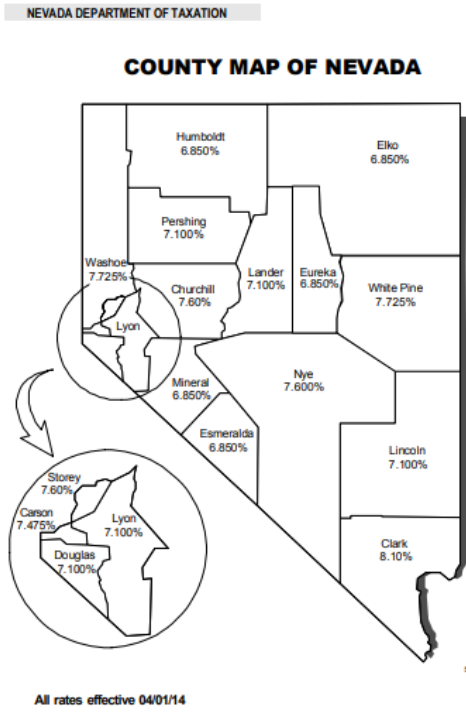 NEVADA DEPARTMENT OF TAXATION
COUNTY MAP OF NEVADA
Humboldt
6.850%
Elko
6.850%
Pershing
7.100%
Washoe
7.725%
Churchill
7.60%
Lander
7.100%
Eureka
6.850%
White Pine
7.725%
Lyon
Mineral
6.850%
Nye
7.600%
Esmeralda
6.850%
Lincoln
7.100%
Storey
7.60%
Carson
7.475%
Lyon
7.100%
Douglas
7.100%
Clark
8.10%
All rates effective 04/01/14